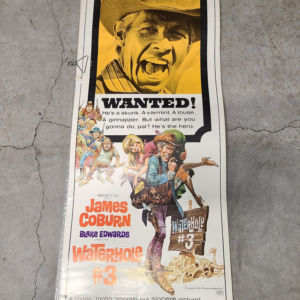 WANTED!
He's a skunk. A varmint. A louse.
A girlnapper. But what are you
gonna do, pal? He's the hero.
JAMES
COBURN
BLAKE EDWARDS
WATERHOLE
#3
WATERHOLE
#3